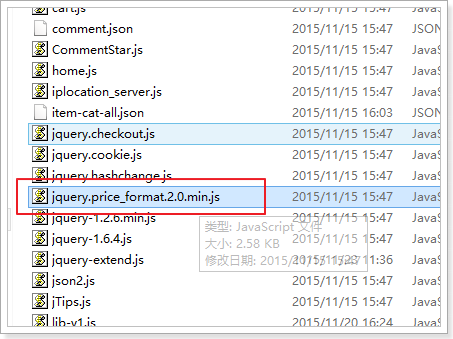 cart.js 2015/11/15 15:47 JavaS
comment.json 2015/11/15 15:47 JSON
CommentStar.js 2015/11/15 15:47 JavaS
home.js 2015/11/15 15:47 JavaS
iplocation_server.js 2015/11/15 15:47 JavaS
item-cat-all.json 2015/11/15 16:03 JSON
jquery.checkout.js 2015/11/15 15:47 JavaS
jquery.cookie.js 2015/11/15 15:47 JavaS
jquery.hashchange.js 2015/11/15 15:47 JavaS
jquery.price_format.2.0.min.js 2015/11/15 15:47 JavaS
jquery-1.2.6.min.js 2015/11/15 15:47 JavaS
类型: JavaScript 文件
jquery-1.6.4.js 2015/11/15 15:47 JavaS
大小: 2.58 KB
jquery-extend.js 11:36 JavaS
修改日期: 2015/11/15 15:47
json2.js 2015/11/15 15:47 JavaS
jTips.js 2015/11/15 15:47 JavaS
lib-v1.js 2015/11/20 16:24 JavaS